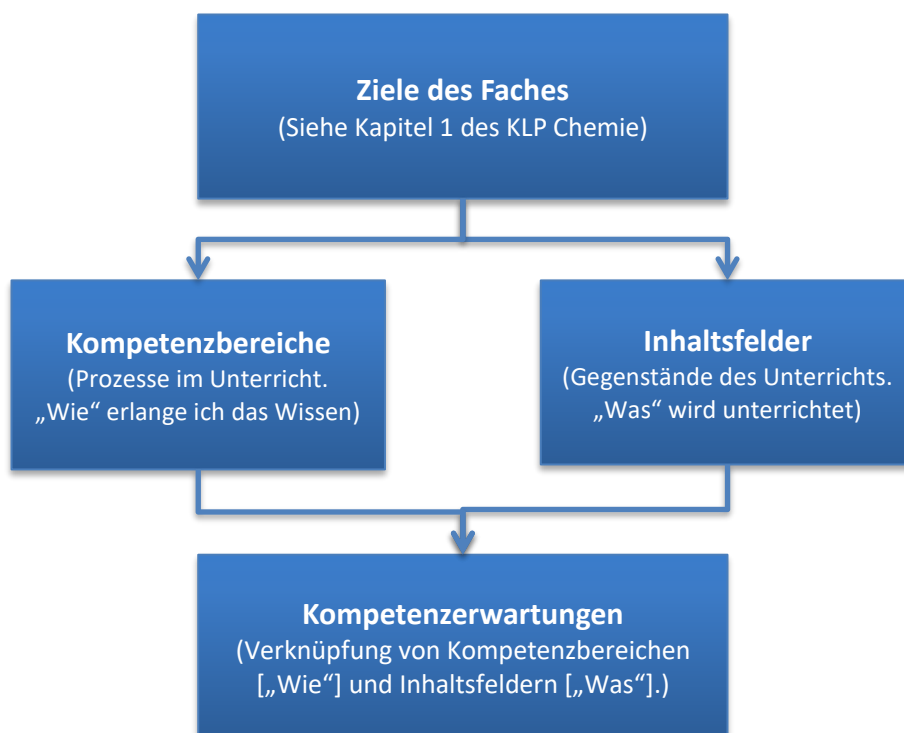 Ziele des Faches
(Siehe Kapitel 1 des KLP Chemie)
Kompetenzbereiche
(Prozesse im Unterricht.
„Wie“ erlange ich das Wissen)
Inhaltsfelder
(Gegenstände des Unterrichts.
„Was“ wird unterrichtet)
Kompetenzerwartungen
(Verknüpfung von Kompetenzbereichen
[„Wie“] und Inhaltsfeldern [„Was“].)